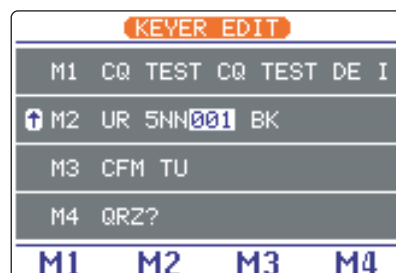 KEYER EDIT
M1 CQ TEST CQ TEST DE I
↑ M2 UR 5NN001 BK
M3 CFM TU
M4 QRZ?
M1 M2 M3 M4